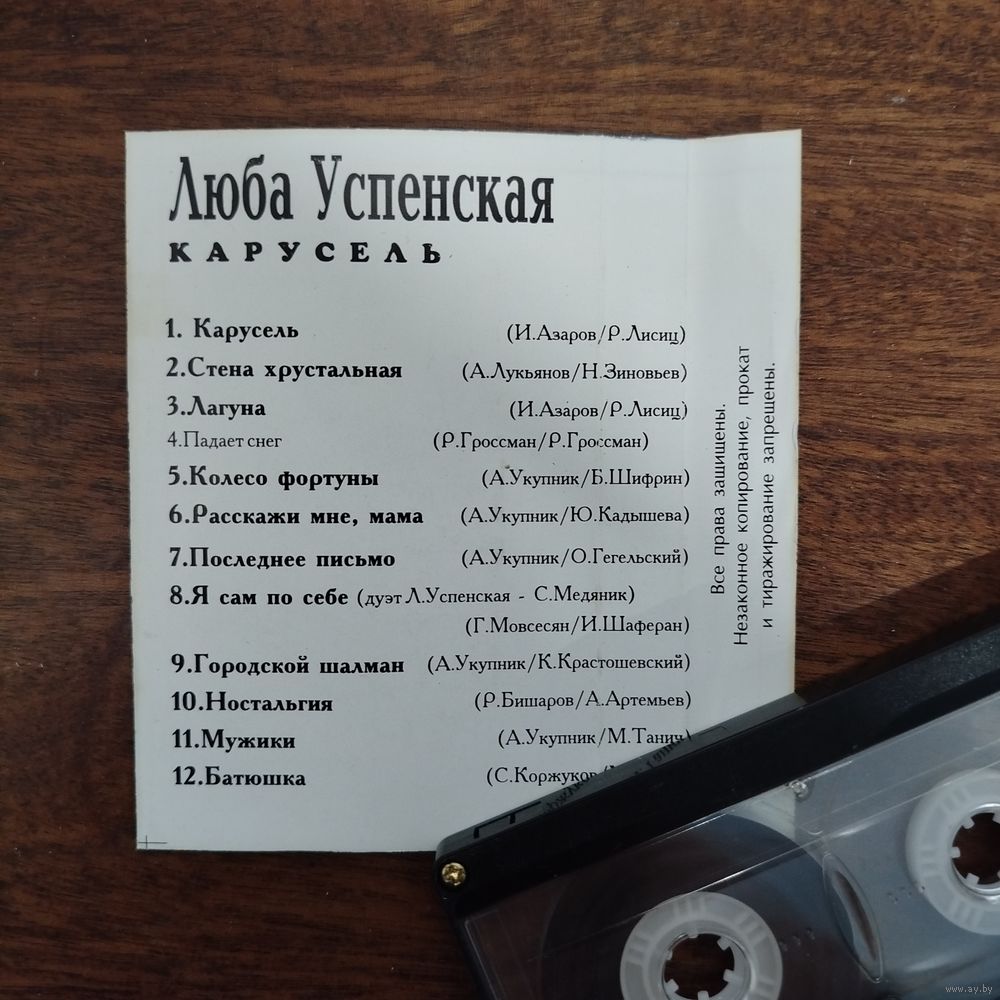 Люба Успенская
КАРУСЕЛЬ
1. Карусель (И.Азаров/Р.Лисиц)
2.Стена хрустальная (А.Лукьянов/Н.Зиновьев)
3.Лагуна (И.Азаров/Р.Лисиц)
4.Падает снег (Р.Гроссман/Р.Гроссман)
5.Колесо фортуны (А.Укупник/Б.Шифрин)
6.Расскажи мне, мама (А.Укупник/Ю.Кадышева)
7.Последнее письмо (А.Укупник/О.Гегельский)
8.Я сам по себе (дуэт Л.Успенская - С.Медяник)
(Г.Мовсесян/И.Шаферан)
9.Городской шалман (А.Укупник/К.Крастошевский)
10.Ностальгия (Р.Бишаров/А.Артемьев)
11.Мужики (А.Укупник/М.Танич)
12.Батюшка (С.Коржуков/
Все права защищены.
Незаконное копирование, прокат
и тиражирование запрещены.
www.ay.by